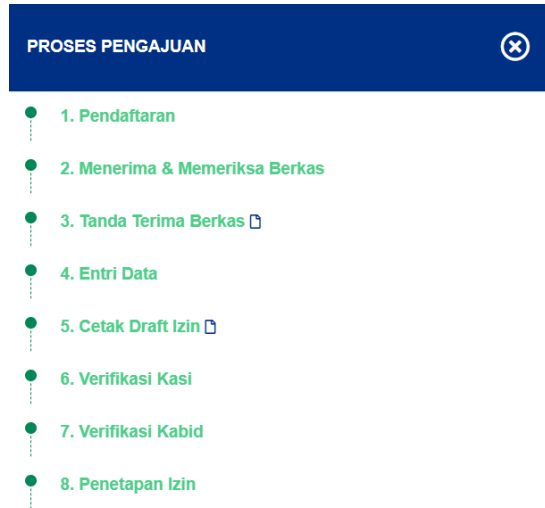 PROSES PENGAJUAN
1. Pendaftaran
2. Menerima & Memeriksa Berkas
3. Tanda Terima Berkas
4. Entri Data
5. Cetak Draft Izin
6. Verifikasi Kasi
7. Verifikasi Kabid
8. Penetapan Izin